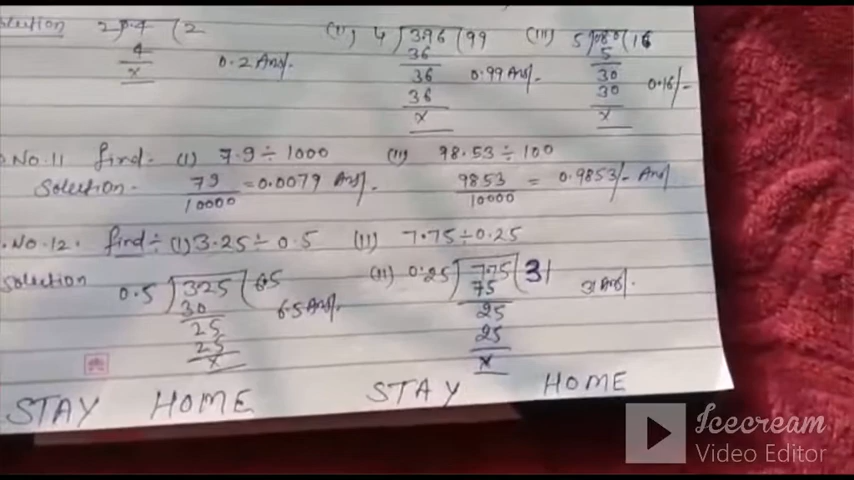 Solution 2)0.4(2 (ii) 4)396(99 (iii) 5)080(16
4 36 5
x 0.2 Ans. 36 0.99 Ans. 30 0.16/-
36 30
x x
No. 11 find- (i) 7.9÷1000 (ii) 98.53÷100
Solution- 79/10000 = 0.0079 Ans. 9853/10000 = 0.9853/- Ans
No. 12. find÷ (i) 3.25÷0.5 (ii) 7.75÷0.25
Solution 0.5)325(65 (ii) 0.25)775(31
30 6.5 Ans. 75 31 Ans.
25 25
25 25
x x
STAY HOME STAY HOME
Icecream
Video Editor